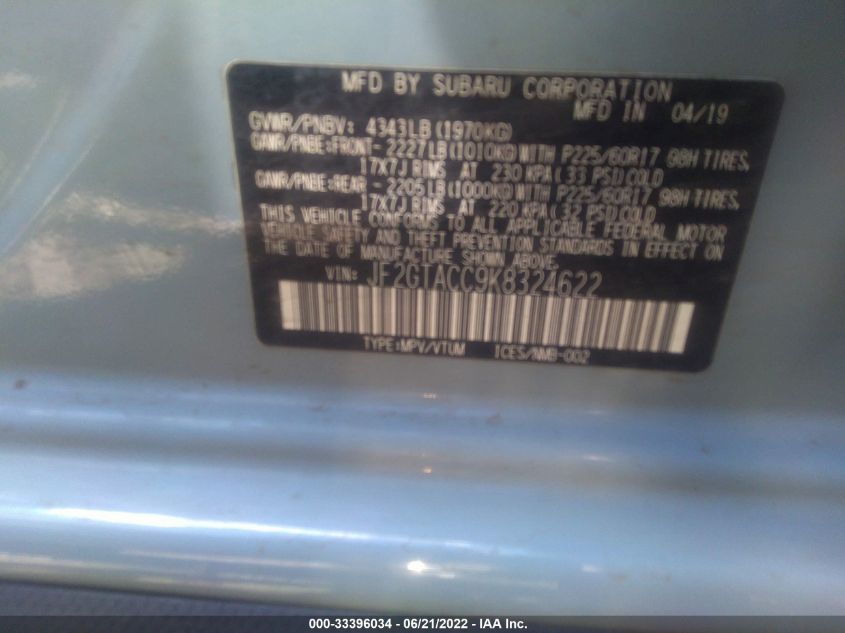 MFD BY SUBARU CORPORATION
MFD IN 04/19
GVWR/PNBV: 4343LB(1970KG)
GAWR/PNBE:FRONT- 2227LB(1010KG)WITH P225/60R17 98H TIRES,
17X7J RIMS AT 230 KPA(33 PSI)COLD
GAWR/PNBE:REAR - 2205LB(1000KG)WITH P225/60R17 98H TIRES,
17X7J RIMS AT 220 KPA(32 PSI)COLD
THIS VEHICLE CONFORMS TO ALL APPLICABLE FEDERAL MOTOR
VEHICLE SAFETY AND THEFT PREVENTION STANDARDS IN EFFECT ON
THE DATE OF MANUFACTURE SHOWN ABOVE.
VIN: JF2GTACC9K8324622
TYPE:MPV/VTUM ICES/NMB-002
000-33396034 - 06/21/2022 - IAA Inc.